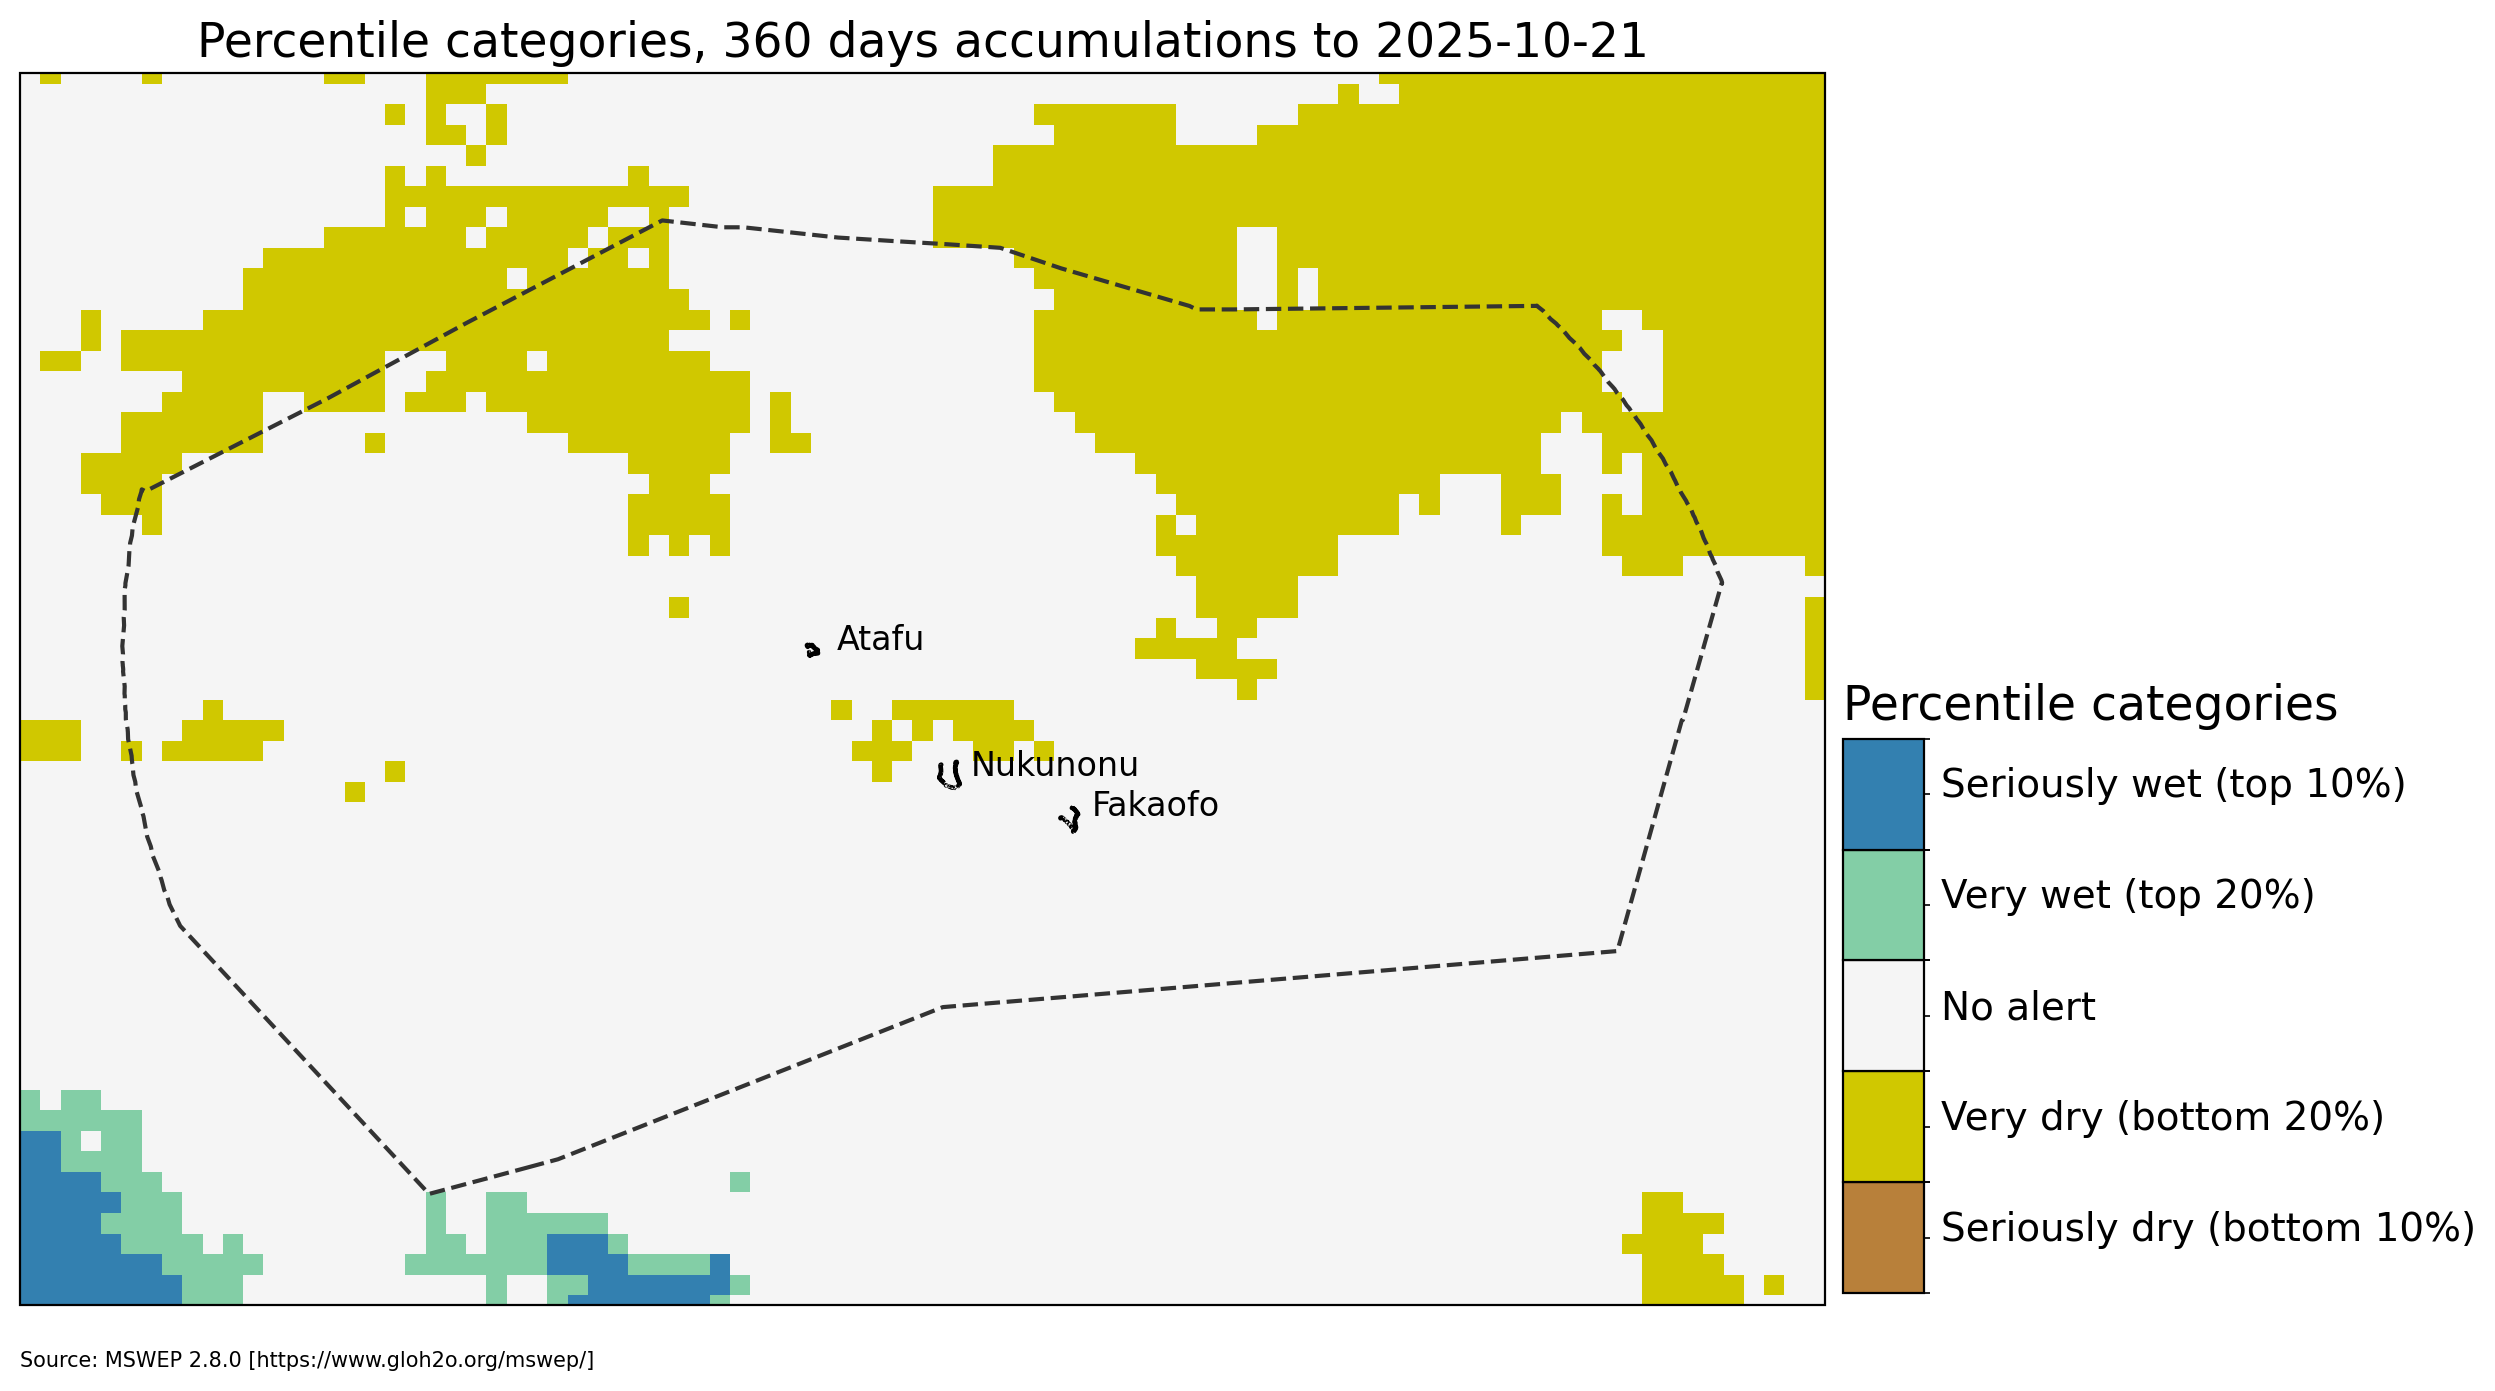 Percentile categories, 360 days accumulations to 2025-10-21
Atafu
Nukunonu
Fakaofo
Percentile categories
Seriously wet (top 10%)
Very wet (top 20%)
No alert
Very dry (bottom 20%)
Seriously dry (bottom 10%)
Source: MSWEP 2.8.0 [https://www.gloh2o.org/mswep/]